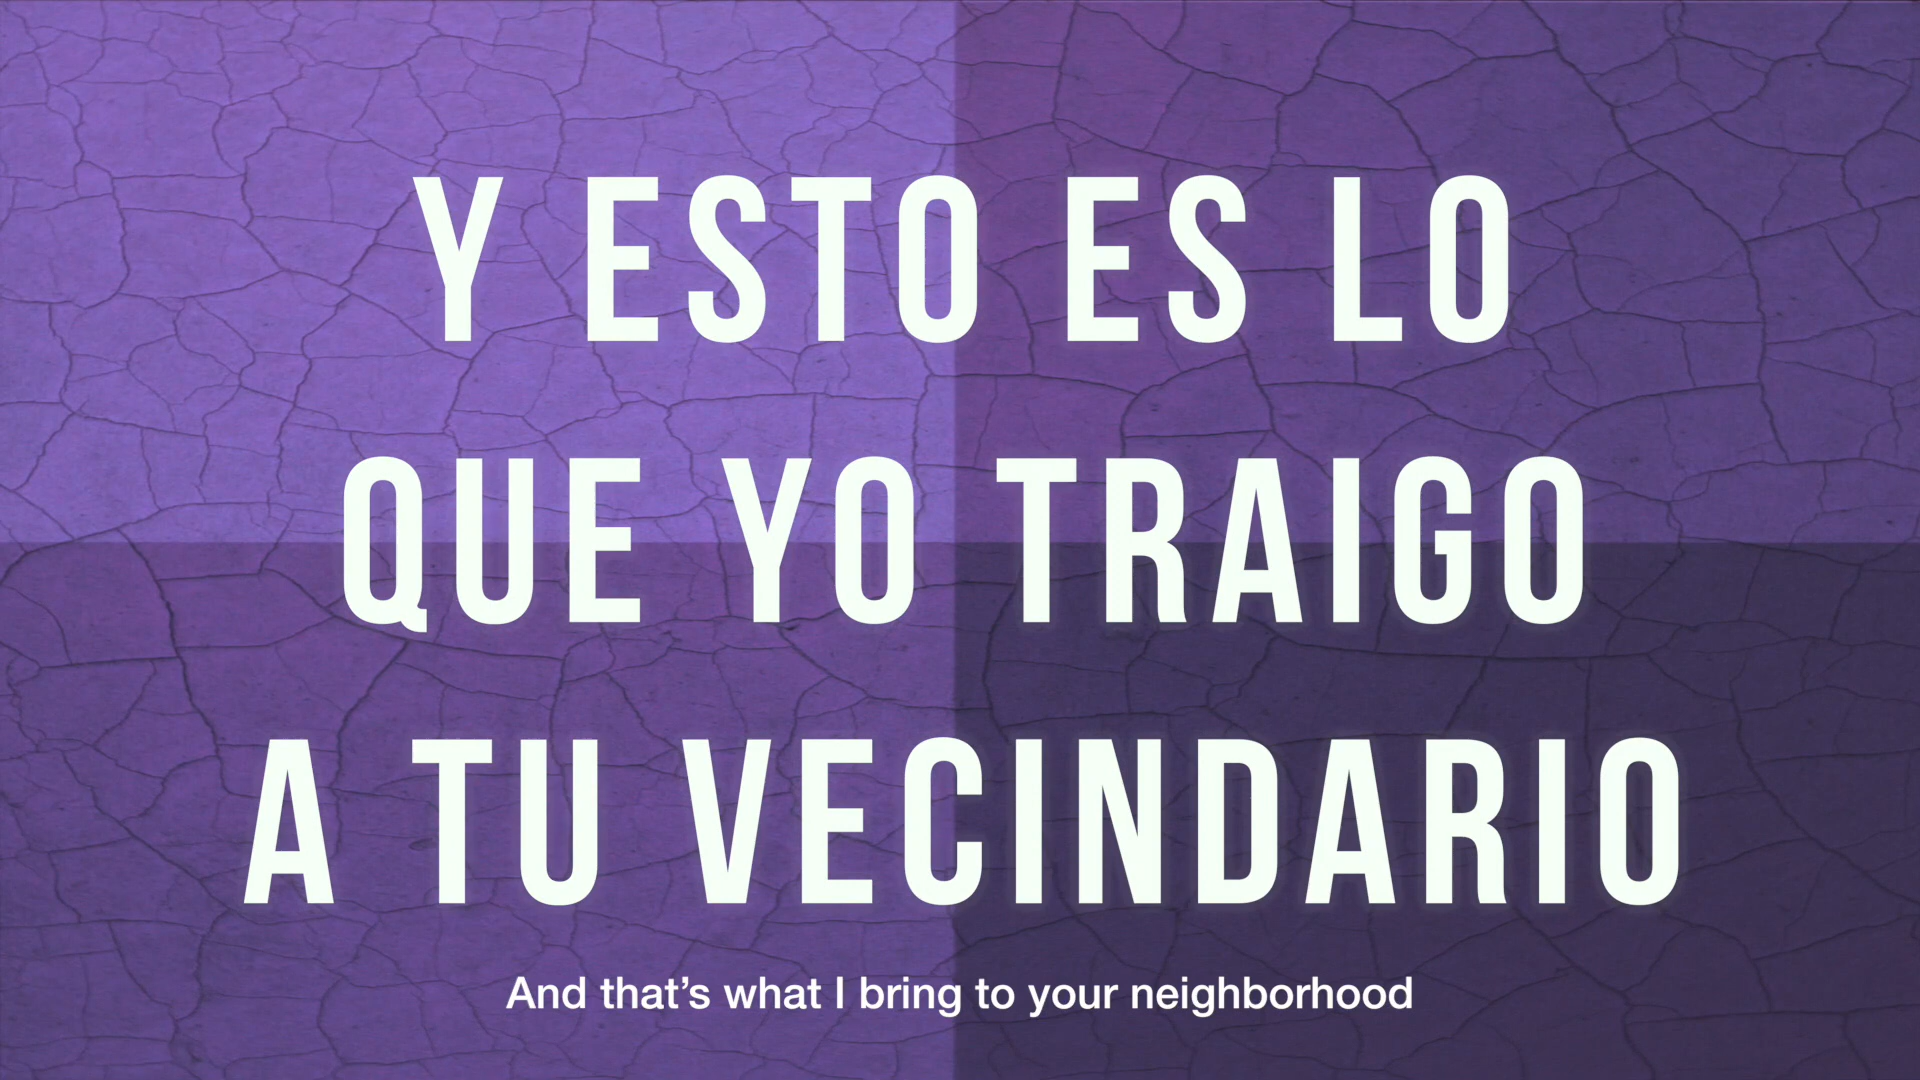 Y ESTO ES LO
QUE YO TRAIGO
A TU VECINDARIO
And that’s what I bring to your neighborhood